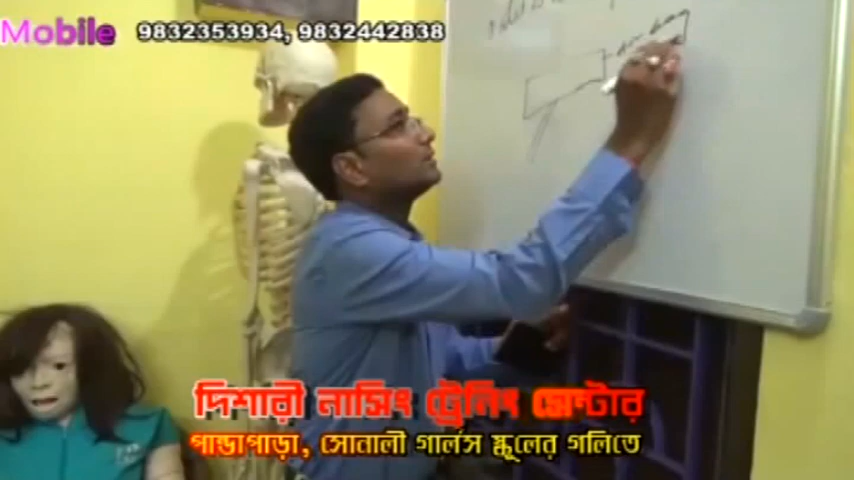 Mobile 9832353934, 9832442838
দিশারী নার্সিং ট্রেনিং সেন্টার
পান্ডাপাড়া, সোনালী গার্লস স্কুলের গলিতে